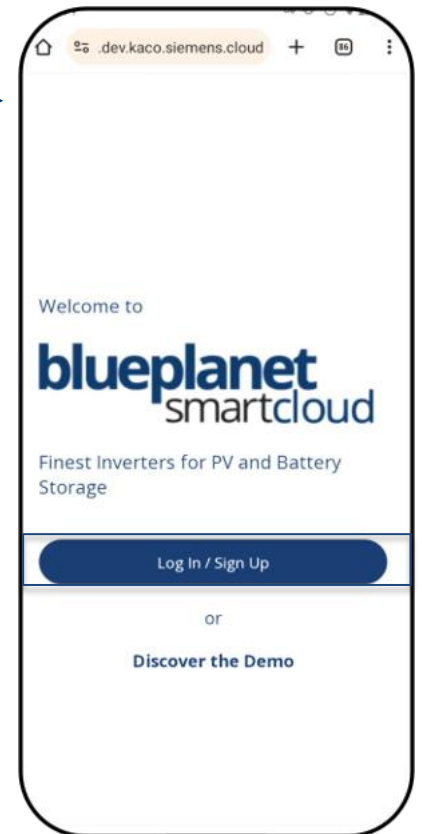 .dev.kaco.siemens.cloud
86
Welcome to
blueplanet
smartcloud
Finest Inverters for PV and Battery
Storage
Log In / Sign Up
or
Discover the Demo